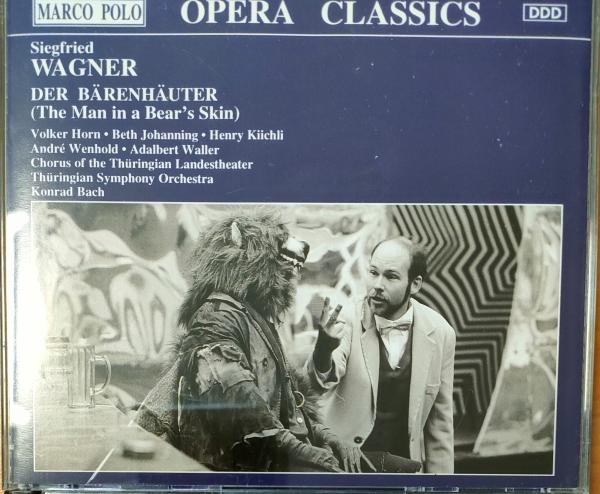 MARCO POLO OPERA CLASSICS DDD
Siegfried
WAGNER
DER BÄRENHÄUTER
(The Man in a Bear's Skin)
Volker Horn • Beth Johanning • Henry Kiichli
André Wenhold • Adalbert Waller
Chorus of the Thüringian Landestheater
Thüringian Symphony Orchestra
Konrad Bach